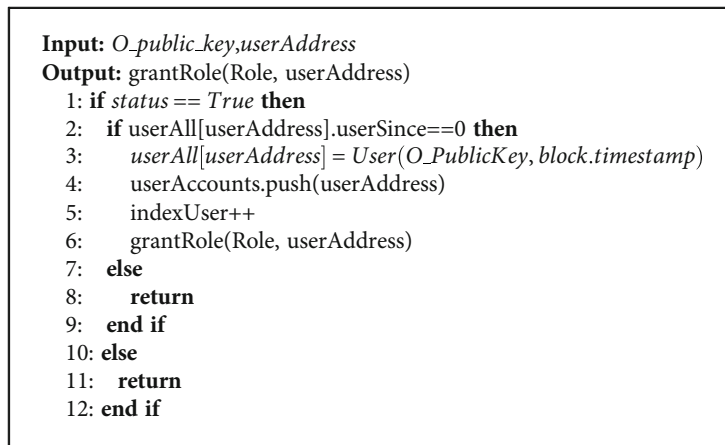 Input: O_public_key,userAddress
Output: grantRole(Role, userAddress)
1: if status == True then
2: if userAll[userAddress].userSince==0 then
3: userAll[userAddress] = User(O_PublicKey, block.timestamp)
4: userAccounts.push(userAddress)
5: indexUser++
6: grantRole(Role, userAddress)
7: else
8: return
9: end if
10: else
11: return
12: end if